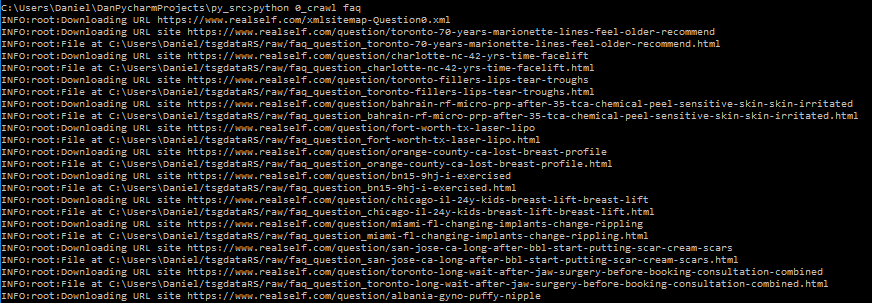 C:\Users\Daniel\DanPycharmProjects\py_src>python 0_crawl faq
INFO:root:Downloading URL https://www.realself.com/xmlsitemap-Question0.xml
INFO:root:Downloading URL site https://www.realself.com/question/toronto-70-years-marionette-lines-feel-older-recommend
INFO:root:File at C:\Users\Daniel/tsgdataRS/raw/faq_question_toronto-70-years-marionette-lines-feel-older-recommend.html
INFO:root:Downloading URL site https://www.realself.com/question/charlotte-nc-42-yrs-time-facelift
INFO:root:File at C:\Users\Daniel/tsgdataRS/raw/faq_question_charlotte-nc-42-yrs-time-facelift.html
INFO:root:Downloading URL site https://www.realself.com/question/toronto-fillers-lips-tear-troughs
INFO:root:File at C:\Users\Daniel/tsgdataRS/raw/faq_question_toronto-fillers-lips-tear-troughs.html
INFO:root:Downloading URL site https://www.realself.com/question/bahrain-rf-micro-prp-after-35-tca-chemical-peel-sensitive-skin-skin-irritated
INFO:root:File at C:\Users\Daniel/tsgdataRS/raw/faq_question_bahrain-rf-micro-prp-after-35-tca-chemical-peel-sensitive-skin-skin-irritated.html
INFO:root:Downloading URL site https://www.realself.com/question/fort-worth-tx-laser-lipo
INFO:root:File at C:\Users\Daniel/tsgdataRS/raw/faq_question_fort-worth-tx-laser-lipo.html
INFO:root:Downloading URL site https://www.realself.com/question/orange-county-ca-lost-breast-profile
INFO:root:File at C:\Users\Daniel/tsgdataRS/raw/faq_question_orange-county-ca-lost-breast-profile.html
INFO:root:Downloading URL site https://www.realself.com/question/bn15-9hj-i-exercised
INFO:root:File at C:\Users\Daniel/tsgdataRS/raw/faq_question_bn15-9hj-i-exercised.html
INFO:root:Downloading URL site https://www.realself.com/question/chicago-il-24y-kids-breast-lift-breast-lift
INFO:root:File at C:\Users\Daniel/tsgdataRS/raw/faq_question_chicago-il-24y-kids-breast-lift-breast-lift.html
INFO:root:Downloading URL site https://www.realself.com/question/miami-fl-changing-implants-change-rippling
INFO:root:File at C:\Users\Daniel/tsgdataRS/raw/faq_question_miami-fl-changing-implants-change-rippling.html
INFO:root:Downloading URL site https://www.realself.com/question/san-jose-ca-long-after-bbl-start-putting-scar-cream-scars
INFO:root:File at C:\Users\Daniel/tsgdataRS/raw/faq_question_san-jose-ca-long-after-bbl-start-putting-scar-cream-scars.html
INFO:root:Downloading URL site https://www.realself.com/question/toronto-long-wait-after-jaw-surgery-before-booking-consultation-combined
INFO:root:File at C:\Users\Daniel/tsgdataRS/raw/faq_question_toronto-long-wait-after-jaw-surgery-before-booking-consultation-combined.html
INFO:root:Downloading URL site https://www.realself.com/question/albania-gyno-puffy-nipple